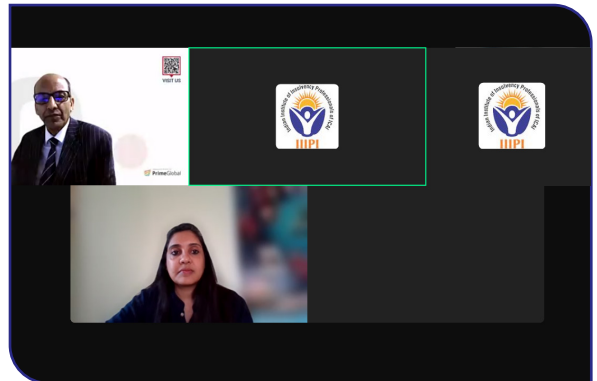 VISIT US
PrimeGlobal
Indian Institute of Insolvency Professionals of ICAI
IIIPI
Indian Institute of Insolvency Professionals of ICAI
IIIPI